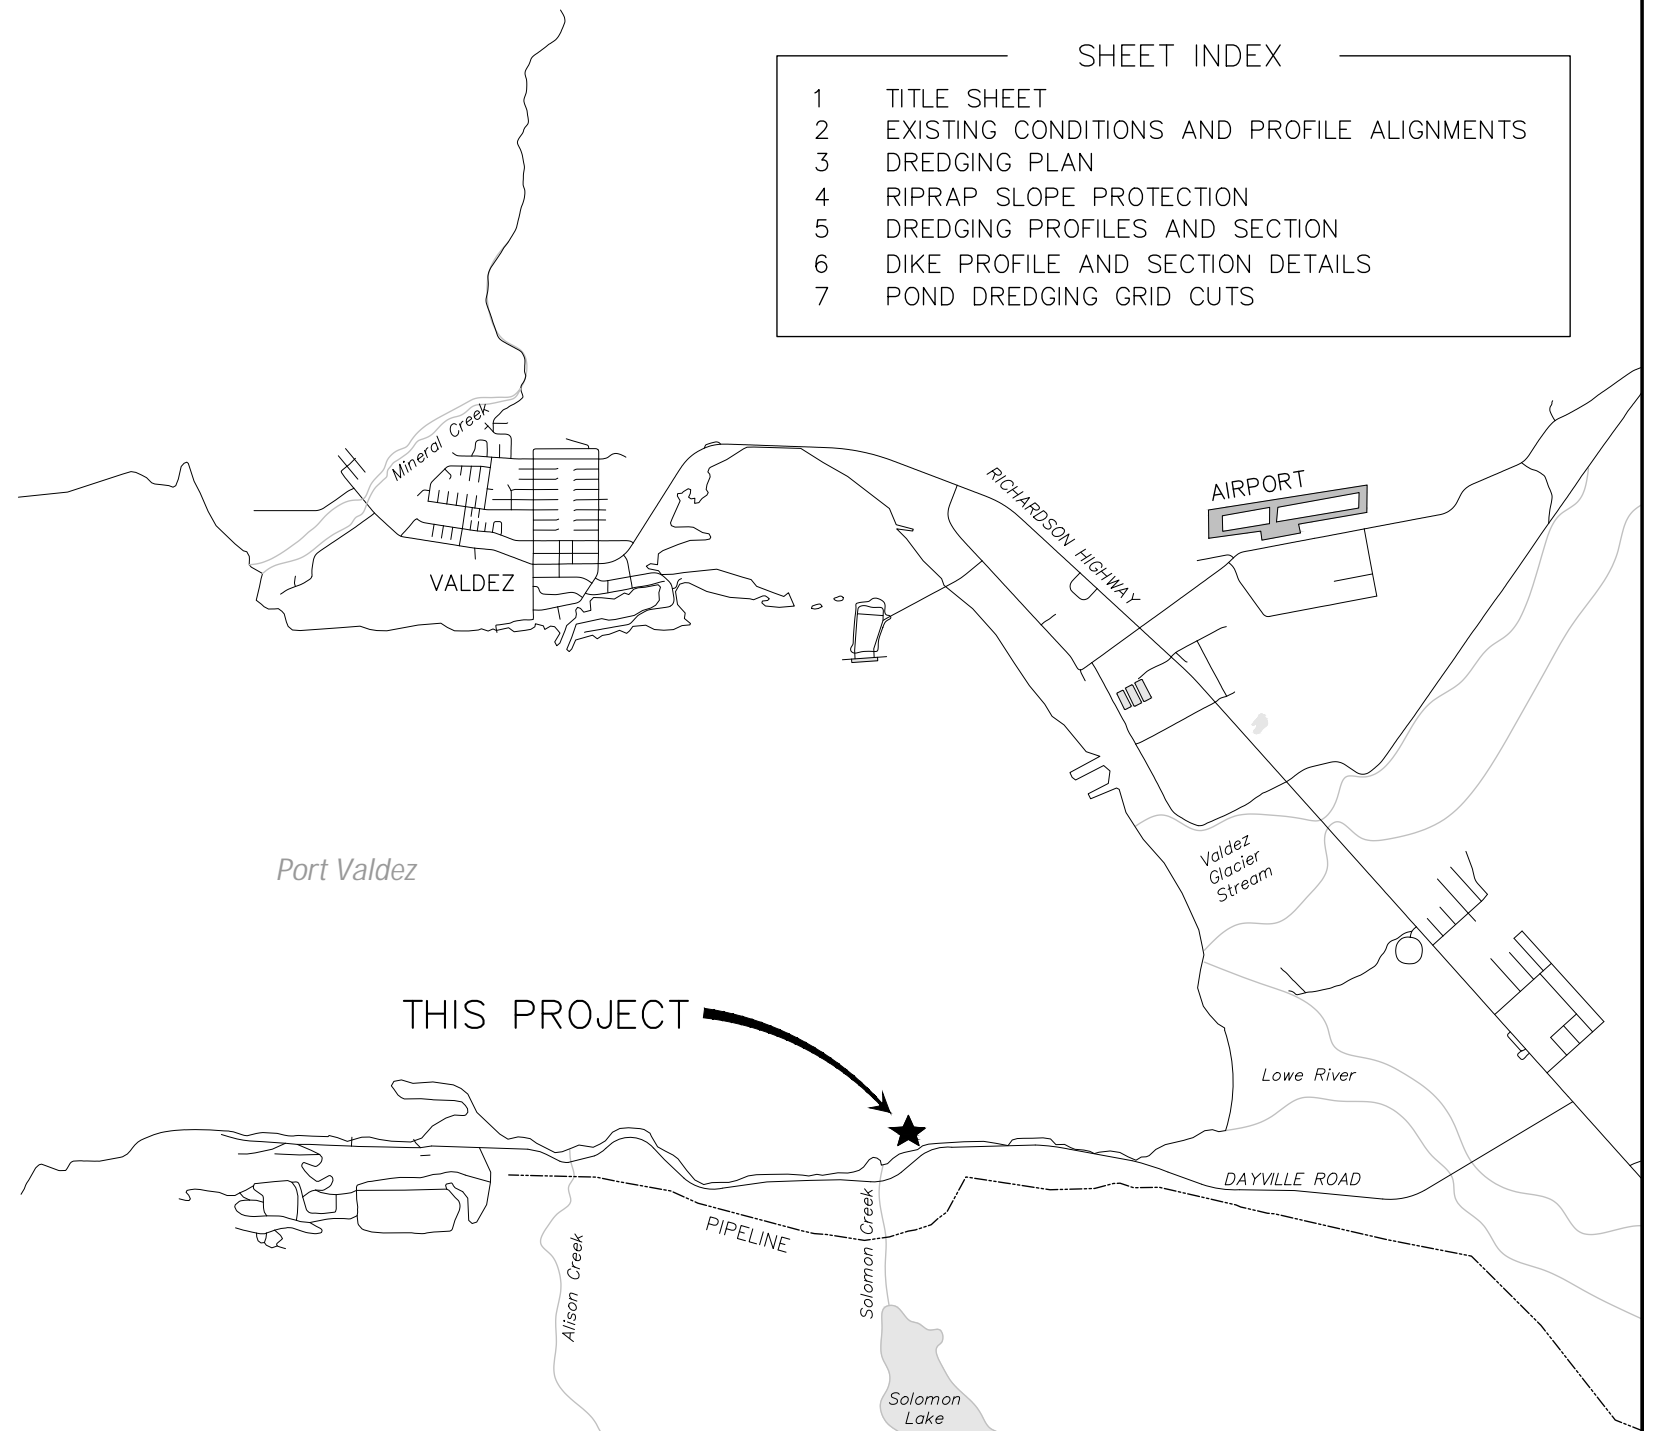 SHEET INDEX
1 TITLE SHEET
2 EXISTING CONDITIONS AND PROFILE ALIGNMENTS
3 DREDGING PLAN
4 RIPRAP SLOPE PROTECTION
5 DREDGING PROFILES AND SECTION
6 DIKE PROFILE AND SECTION DETAILS
7 POND DREDGING GRID CUTS
Mineral Creek
RICHARDSON HIGHWAY
AIRPORT
VALDEZ
Port Valdez
Valdez
Glacier
Stream
THIS PROJECT
Lowe River
DAYVILLE ROAD
PIPELINE
Solomon Creek
Alison Creek
Solomon
Lake